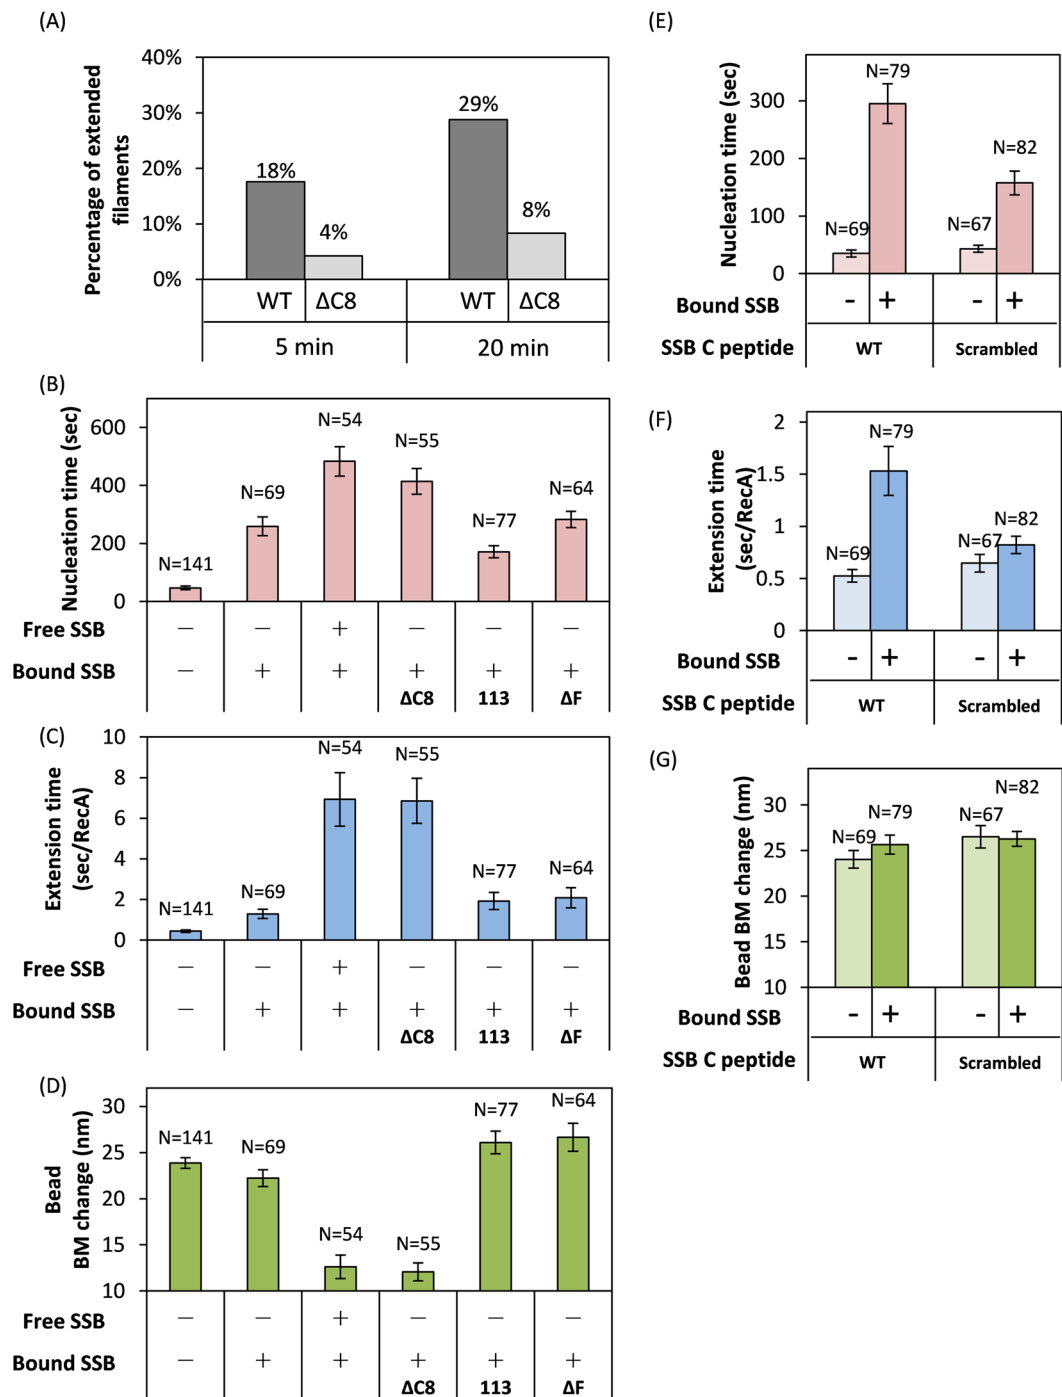 (A)
Percentage of extended
filaments
40%
30%
20%
10%
0%
18%
4%
29%
8%
WT ΔC8 WT ΔC8
5 min 20 min
(B)
Nucleation time (sec)
600
400
200
0
N=141
N=69
N=54
N=55
N=77
N=64
Free SSB − − + − − −
Bound SSB − + + + + +
ΔC8 113 ΔF
(C)
Extension time
(sec/RecA)
10
8
6
4
2
0
N=141
N=69
N=54
N=55
N=77
N=64
Free SSB − − + − − −
Bound SSB − + + + + +
ΔC8 113 ΔF
(D)
Bead
BM change (nm)
30
25
20
15
10
N=141
N=69
N=54
N=55
N=77
N=64
Free SSB − − + − − −
Bound SSB − + + + + +
ΔC8 113 ΔF
(E)
Nucleation time (sec)
300
200
100
0
N=69
N=79
N=67
N=82
Bound SSB - + - +
SSB C peptide WT Scrambled
(F)
Extension time
(sec/RecA)
2
1.5
1
0.5
0
N=69
N=79
N=67
N=82
Bound SSB - + - +
SSB C peptide WT Scrambled
(G)
Bead BM change (nm)
30
25
20
15
10
N=69
N=79
N=67
N=82
Bound SSB - + - +
SSB C peptide WT Scrambled